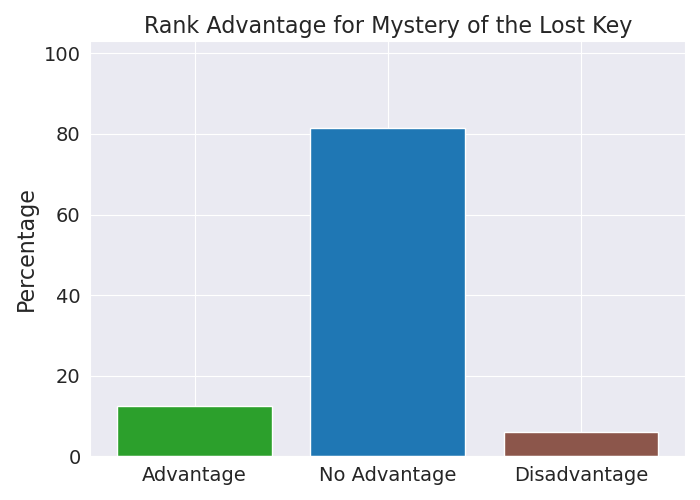 Rank Advantage for Mystery of the Lost Key
Percentage
100
80
60
40
20
0
Advantage
No Advantage
Disadvantage